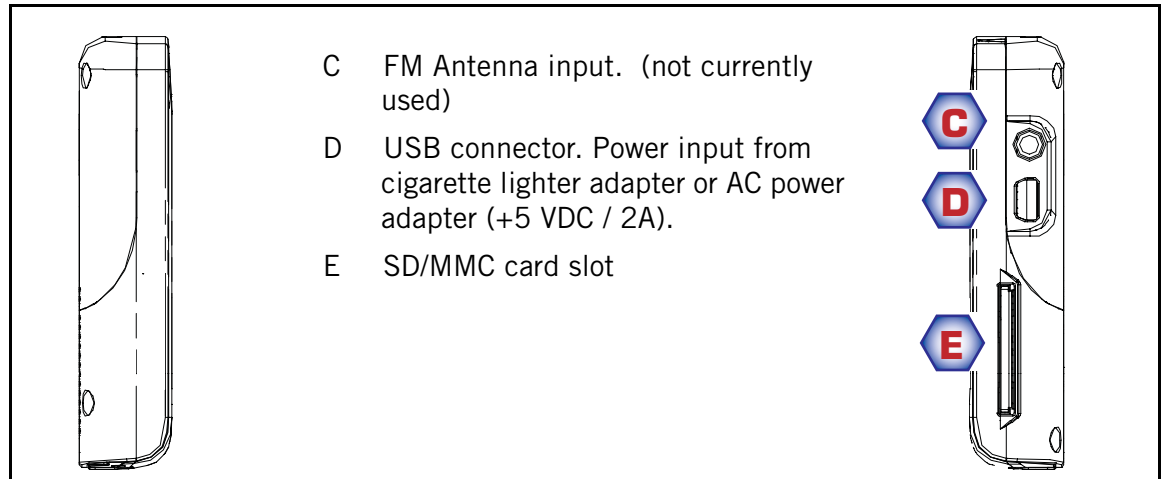 C FM Antenna input. (not currently
used)
D USB connector. Power input from
cigarette lighter adapter or AC power
adapter (+5 VDC / 2A).
E SD/MMC card slot
C
D
E